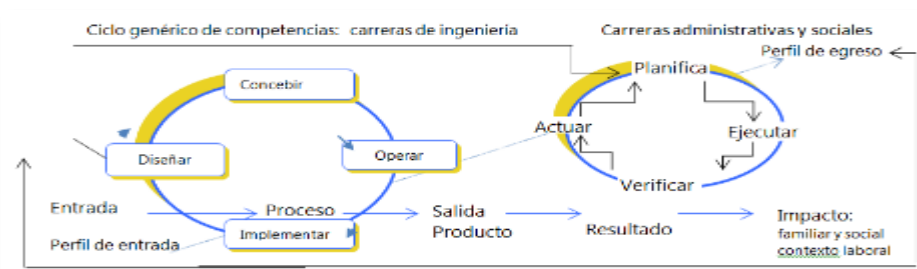 Ciclo genérico de competencias: carreras de ingeniería
Carreras administrativas y sociales
Perfil de egreso
Concebir
Planifica
Actuar
Ejecutar
Diseñar
Operar
Verificar
Entrada
Proceso
Salida
Producto
Resultado
Impacto:
familiar y social
contexto laboral
Perfil de entrada
Implementar